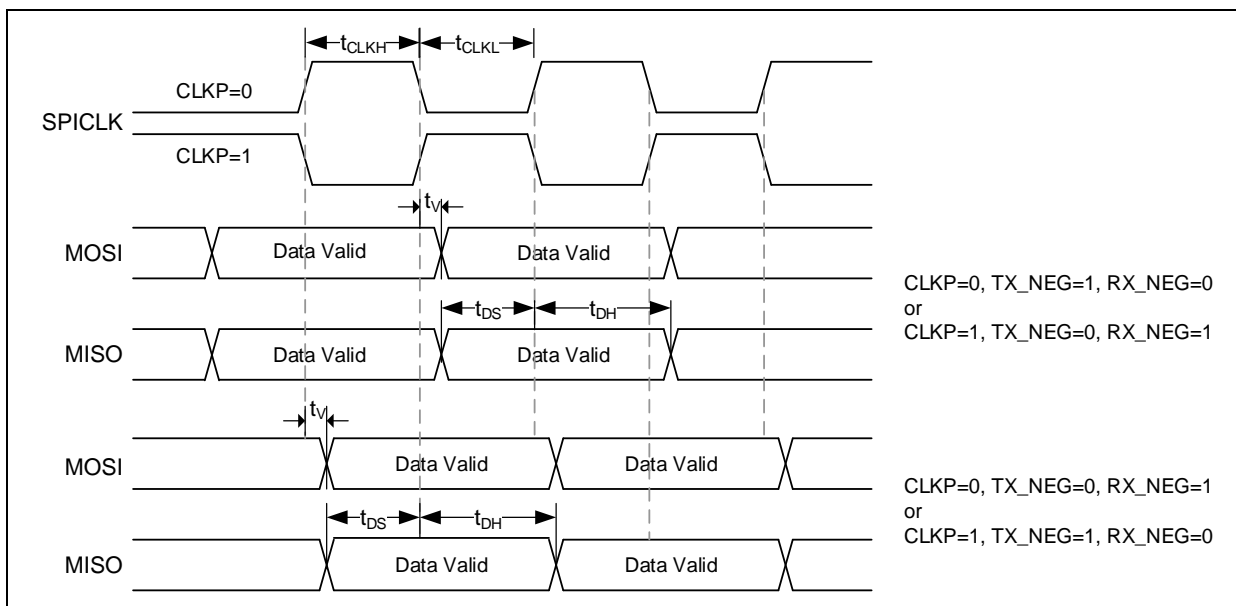 tCLKH tCLKL
CLKP=0
SPICLK
CLKP=1
tV
MOSI Data Valid Data Valid
CLKP=0, TX_NEG=1, RX_NEG=0
or
CLKP=1, TX_NEG=0, RX_NEG=1
tDS tDH
MISO Data Valid Data Valid
tV
MOSI Data Valid Data Valid
CLKP=0, TX_NEG=0, RX_NEG=1
or
CLKP=1, TX_NEG=1, RX_NEG=0
tDS tDH
MISO Data Valid Data Valid